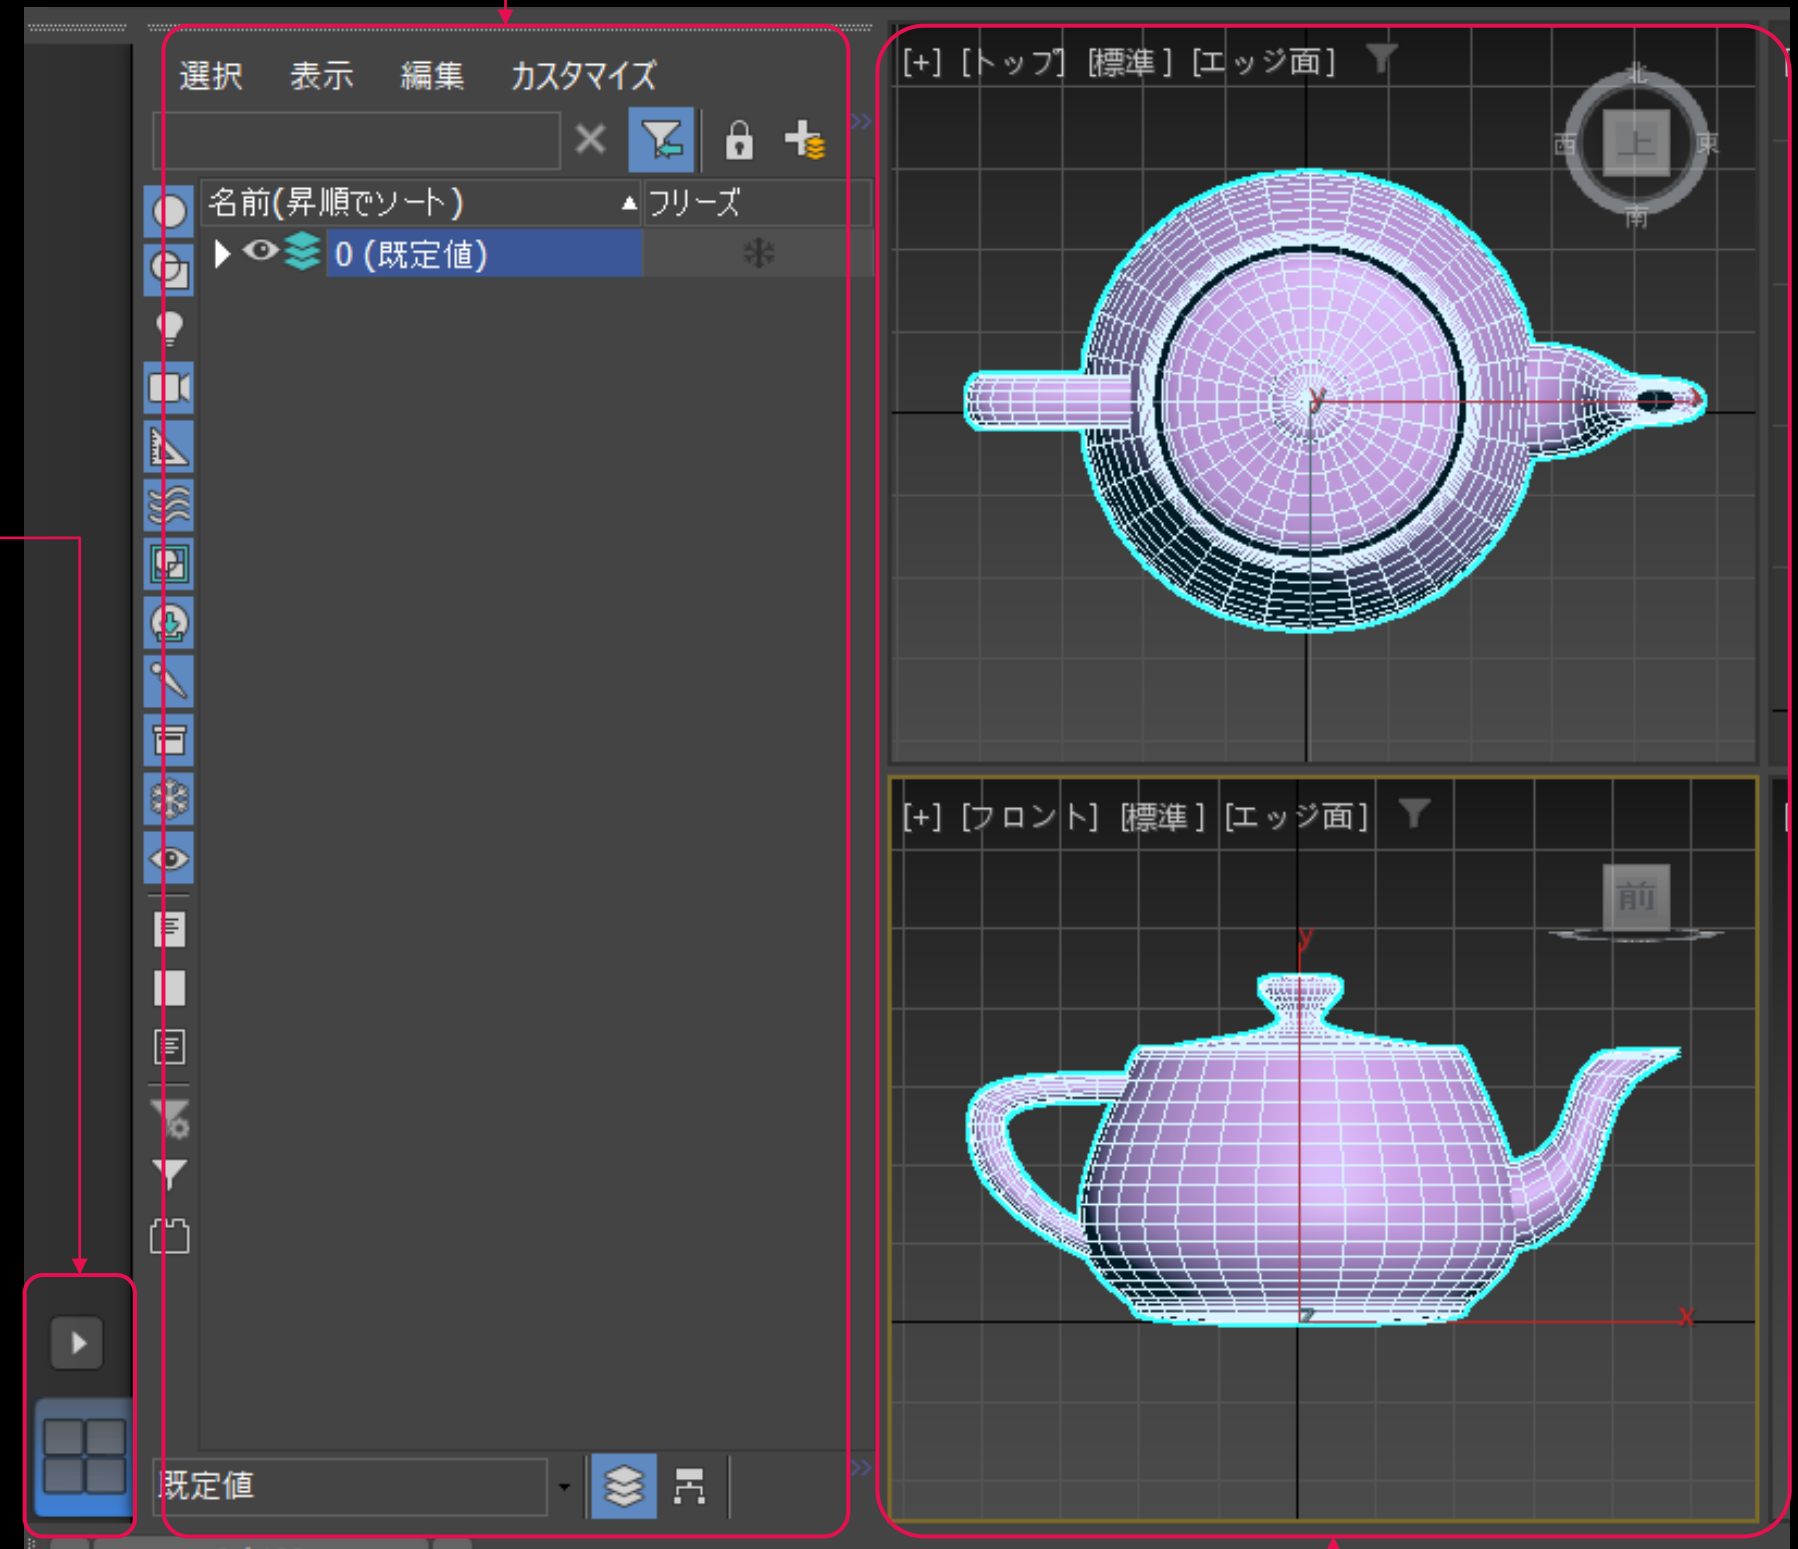 選択 表示 編集 カスタマイズ
名前(昇順でソート) フリーズ
0 (既定値)
既定値
[+] [トップ] [標準] [エッジ面]
北
西 上 東
南
y
[+] [フロント] [標準] [エッジ面]
前
y
z x